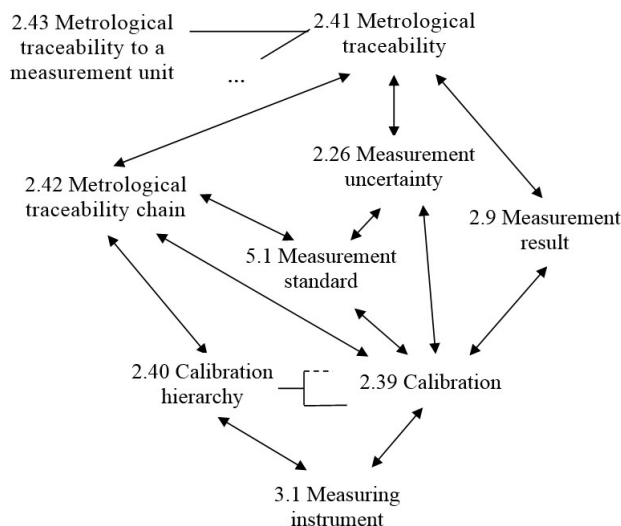 2.43 Metrological
traceability to a
measurement unit
...
2.41 Metrological
traceability
2.26 Measurement
uncertainty
2.42 Metrological
traceability chain
2.9 Measurement
result
5.1 Measurement
standard
2.40 Calibration
hierarchy
2.39 Calibration
3.1 Measuring
instrument